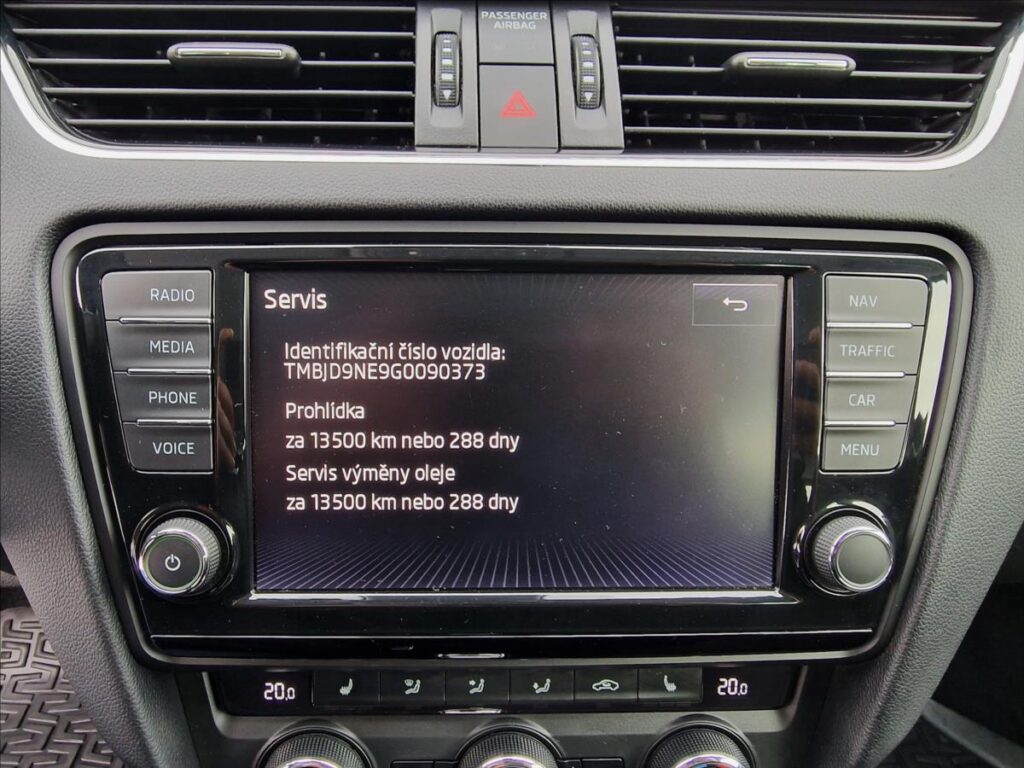 PASSENGER
AIRBAG
RADIO
MEDIA
PHONE
VOICE
Servis
Identifikační číslo vozidla:
TMBJD9NE9G0090373
Prohlídka
za 13500 km nebo 288 dny
Servis výměny oleje
za 13500 km nebo 288 dny
NAV
TRAFFIC
CAR
MENU
20,0
20,0